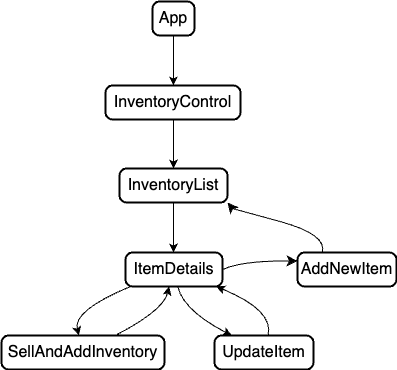 App
InventoryControl
InventoryList
ItemDetails
AddNewItem
SellAndAddInventory
UpdateItem